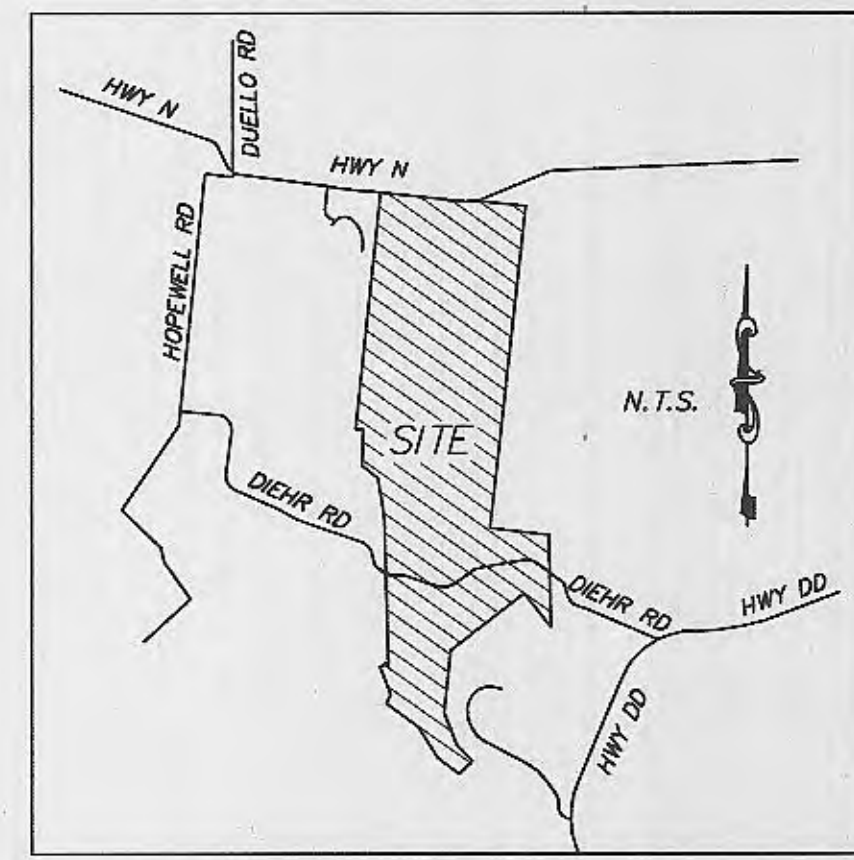 HWY N
DUELLO RD
HWY N
HOPEWELL RD
N.T.S.
SITE
DIEHR RD
DIEHR RD
HWY DD
HWY DD